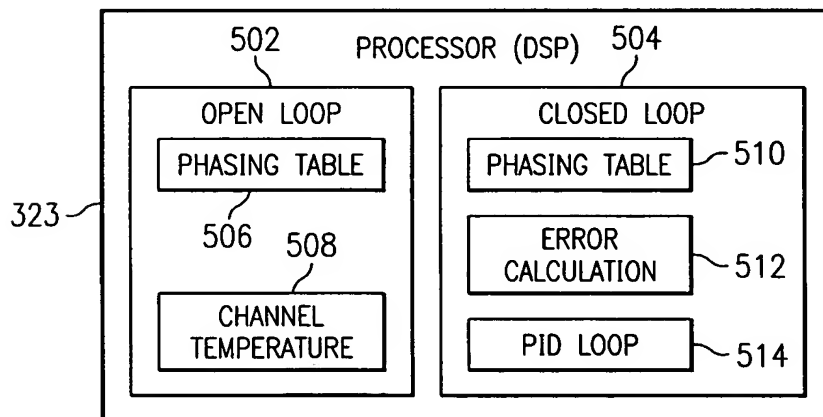 502
PROCESSOR (DSP)
504
OPEN LOOP
CLOSED LOOP
PHASING TABLE
PHASING TABLE
510
323
506
ERROR
CALCULATION
512
508
CHANNEL
TEMPERATURE
PID LOOP
514